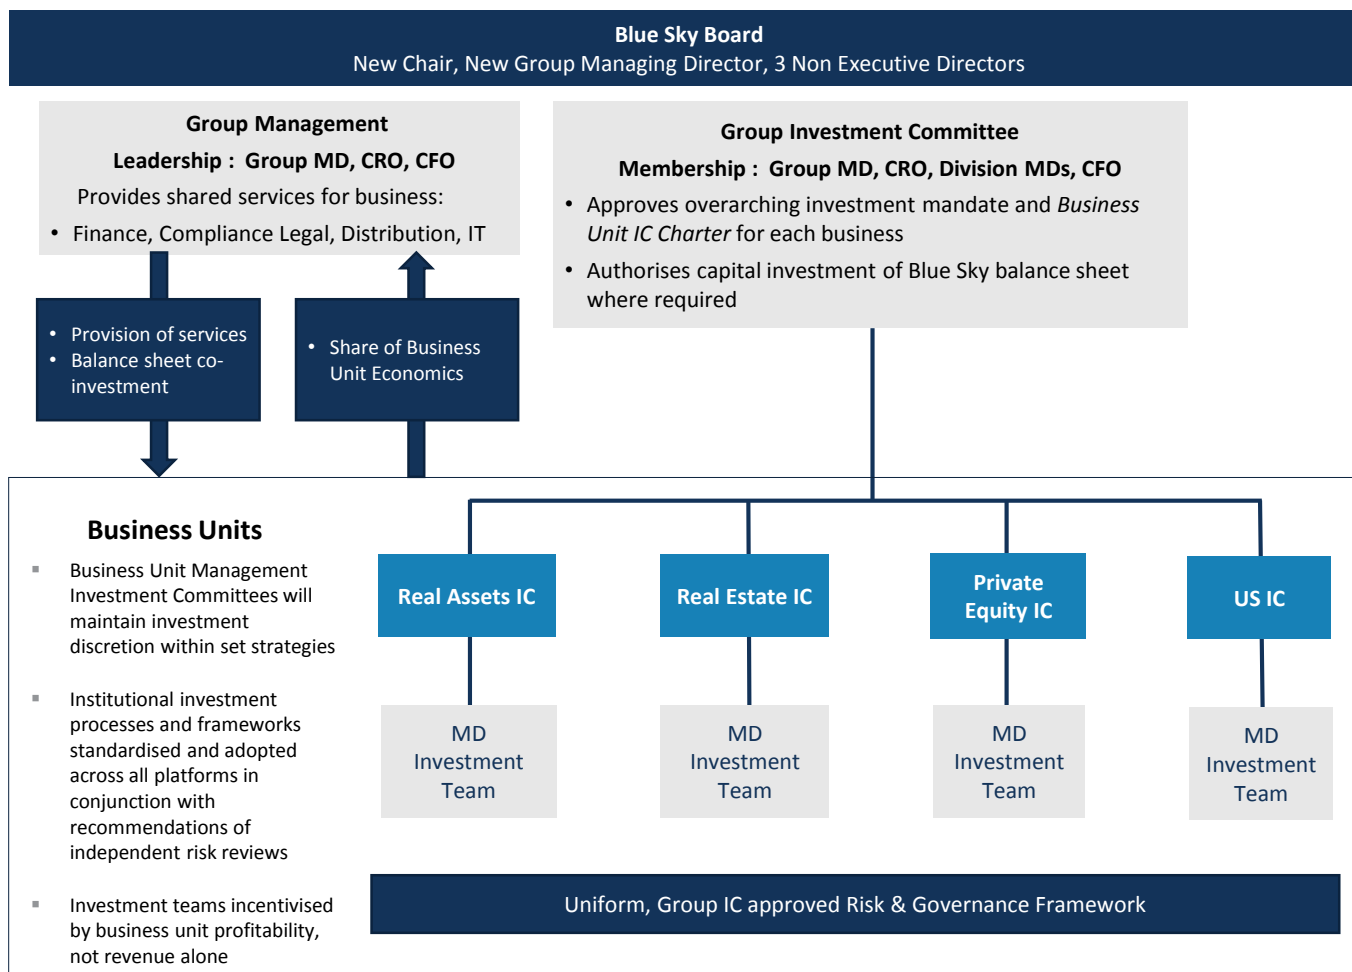 Blue Sky Board
New Chair, New Group Managing Director, 3 Non Executive Directors
Group Management
Leadership :  Group MD, CRO, CFO
Provides shared services for business:
• Finance, Compliance Legal, Distribution, IT
Group Investment Committee
Membership :  Group MD, CRO, Division MDs, CFO
• Approves overarching investment mandate and Business
Unit IC Charter for each business
• Authorises capital investment of Blue Sky balance sheet
where required
• Provision of services
• Balance sheet co-
investment
• Share of Business
Unit Economics
Business Units
▪ Business Unit Management
Investment Committees will
maintain investment
discretion within set strategies
▪ Institutional investment
processes and frameworks
standardised and adopted
across all platforms in
conjunction with
recommendations of
independent risk reviews
▪ Investment teams incentivised
by business unit profitability,
not revenue alone
Real Assets IC
Real Estate IC
Private
Equity IC
US IC
MD
Investment
Team
MD
Investment
Team
MD
Investment
Team
MD
Investment
Team
Uniform, Group IC approved Risk & Governance Framework